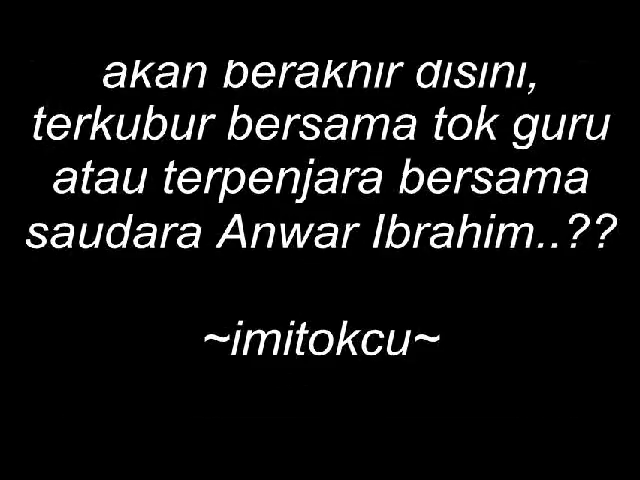 akan berakhir disini,
terkubur bersama tok guru
atau terpenjara bersama
saudara Anwar Ibrahim..??
~imitokcu~